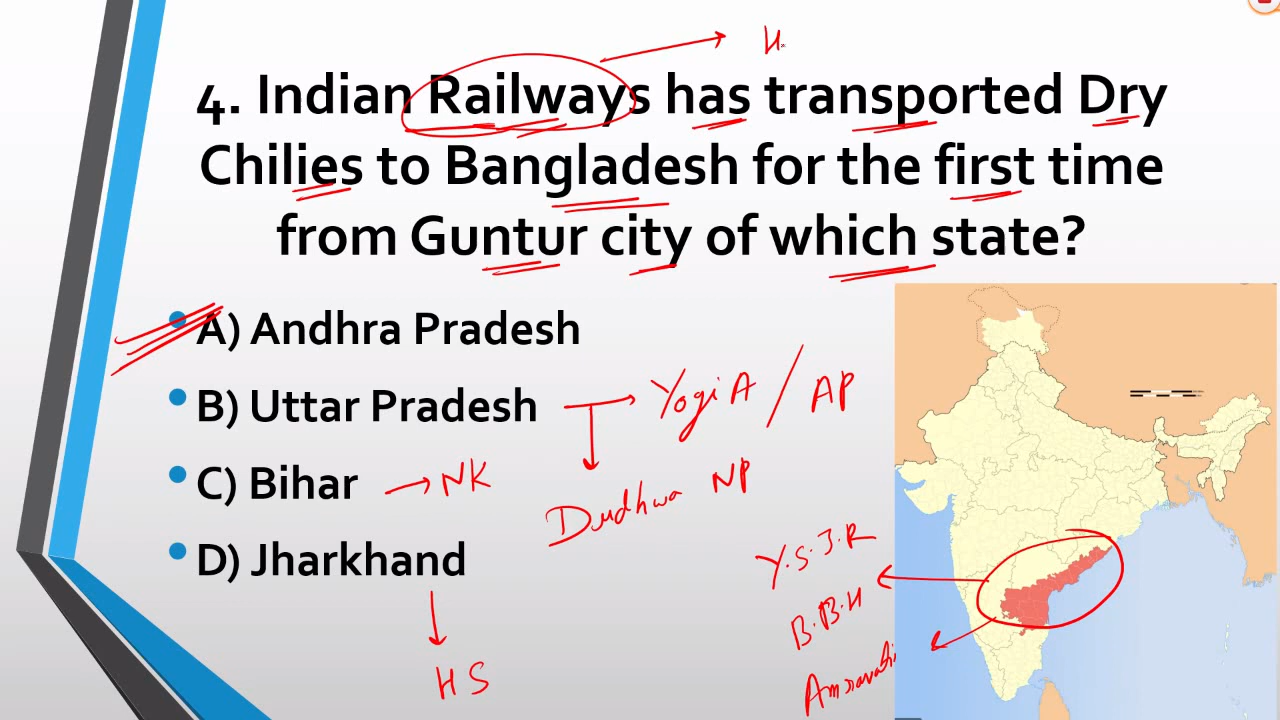 H
4. Indian Railways has transported Dry
Chilies to Bangladesh for the first time
from Guntur city of which state?
A) Andhra Pradesh
B) Uttar Pradesh
Yogi A / AP
C) Bihar
NK
Dudhwa NP
D) Jharkhand
Y.S.J.R
B.B.H
Amaravati
H S